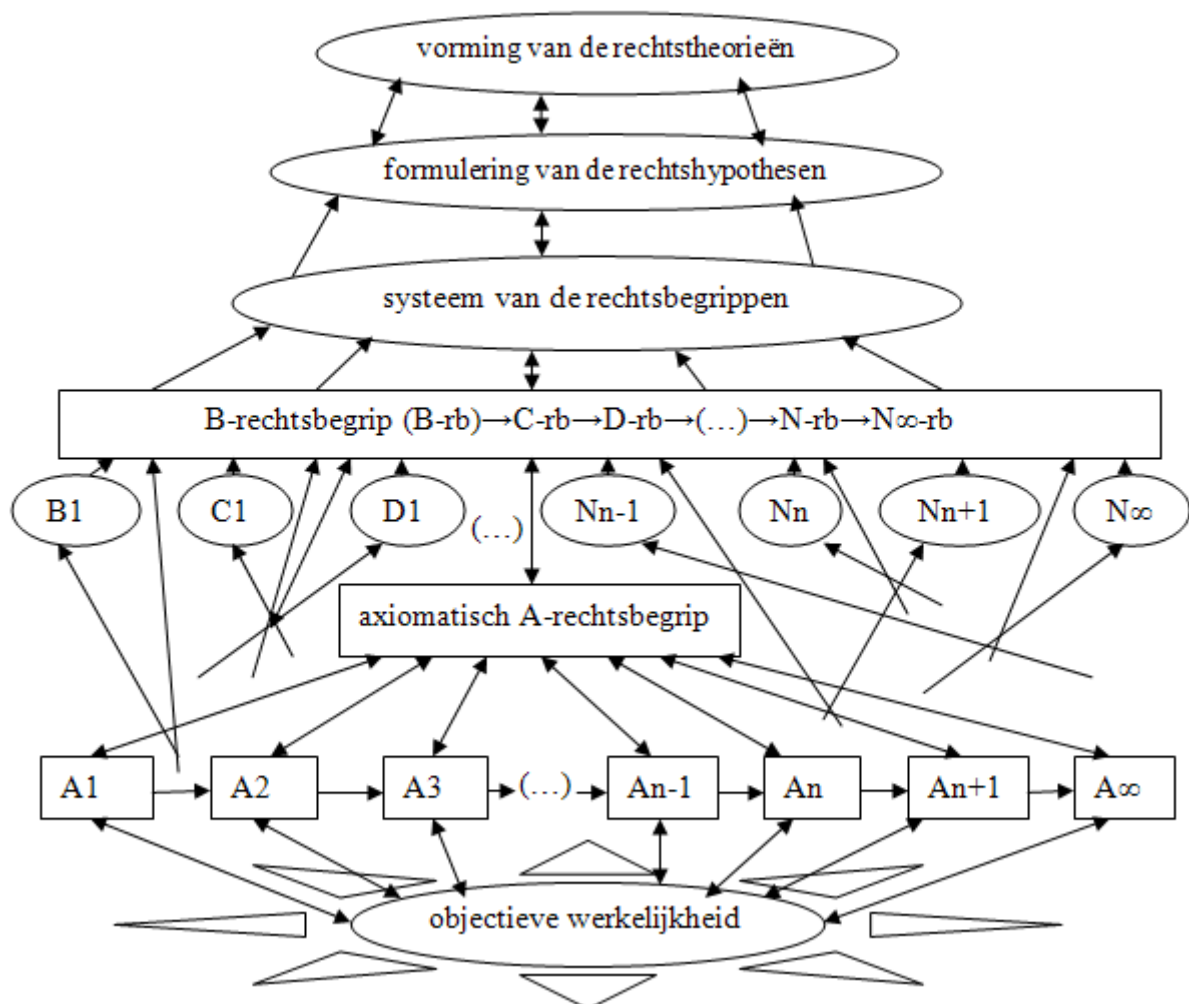 vorming van de rechtstheorieën
formulering van de rechtshypothesen
systeem van de rechtsbegrippen
B-rechtsbegrip (B-rb)→C-rb→D-rb→(…)→N-rb→N∞-rb
B1 C1 D1 (…) Nn-1 Nn Nn+1 N∞
axiomatisch A-rechtsbegrip
A1 A2 A3 (…) An-1 An An+1 A∞
objectieve werkelijkheid